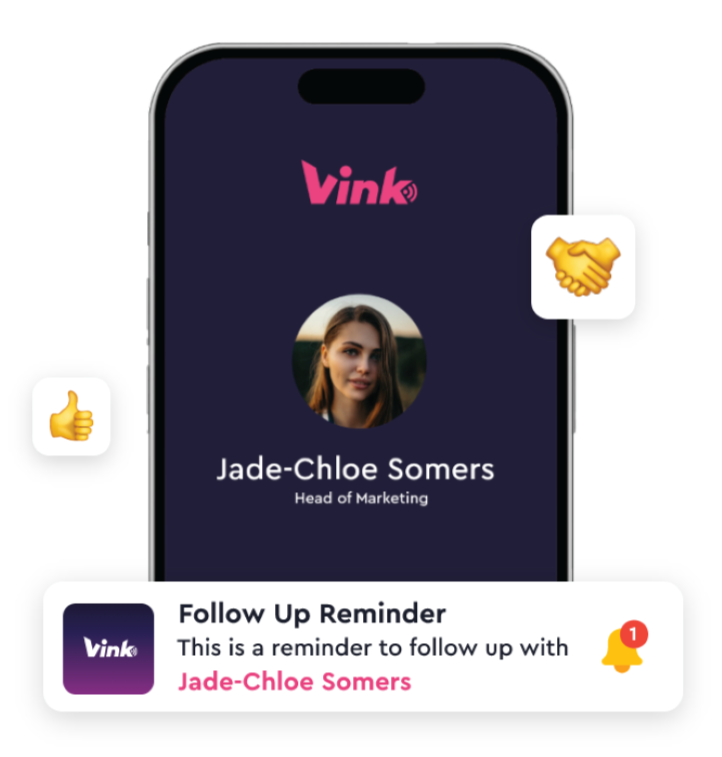 Vink
Jade-Chloe Somers
Head of Marketing
Vink
Follow Up Reminder
This is a reminder to follow up with
Jade-Chloe Somers
1